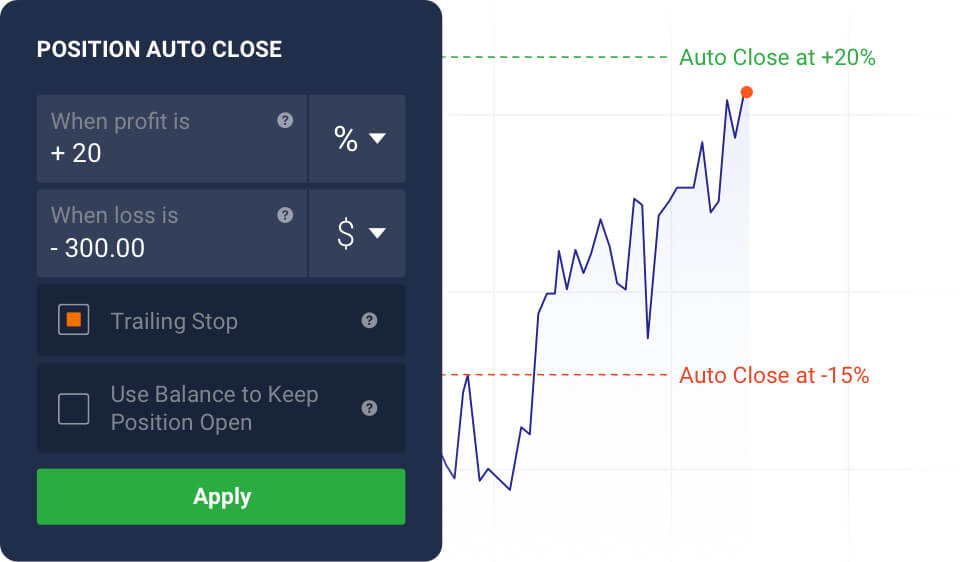 POSITION AUTO CLOSE
When profit is ?
+ 20
%
When loss is ?
- 300.00
$
Trailing Stop ?
Use Balance to Keep
Position Open ?
Apply
Auto Close at +20%
Auto Close at -15%